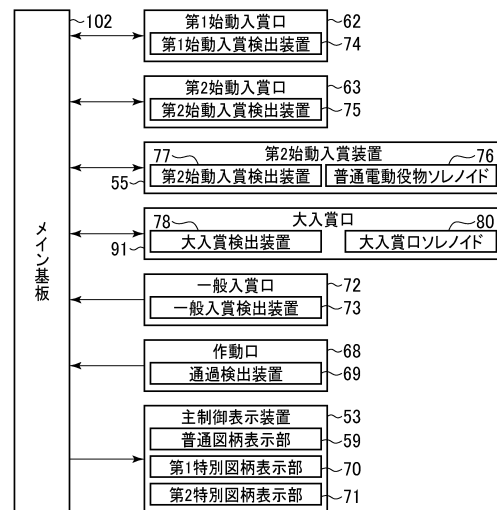 102
メイン基板
第1始動入賞口 62
第1始動入賞検出装置 74
第2始動入賞口 63
第2始動入賞検出装置 75
77 第2始動入賞装置 76
55 第2始動入賞検出装置 普通電動役物ソレノイド
78 大入賞口 80
91 大入賞検出装置 大入賞口ソレノイド
一般入賞口 72
一般入賞検出装置 73
作動口 68
通過検出装置 69
主制御表示装置 53
普通図柄表示部 59
第1特別図柄表示部 70
第2特別図柄表示部 71